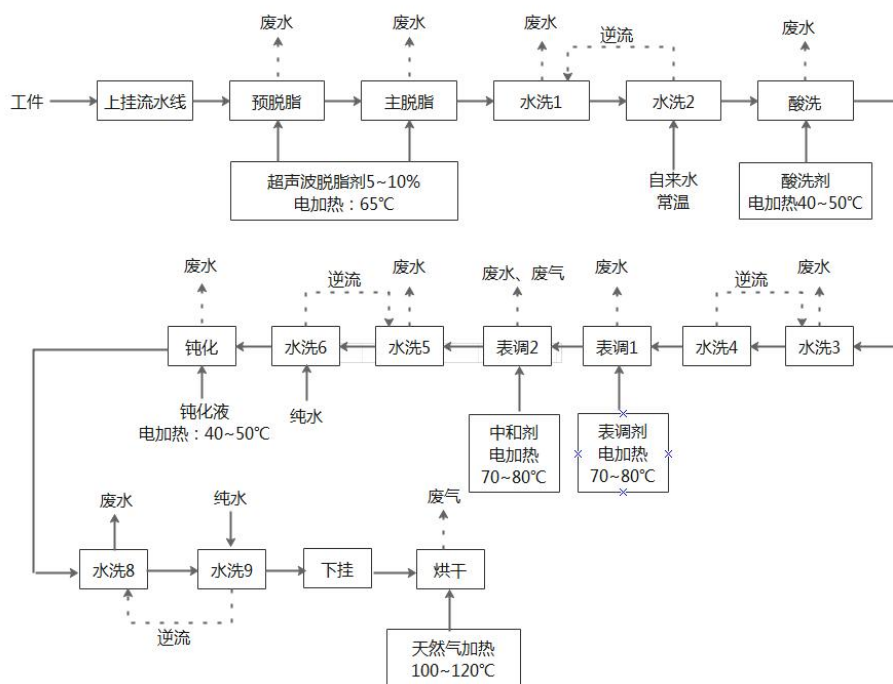 废水
废水
废水
逆流
废水
工件
上挂流水线
预脱脂
主脱脂
水洗1
水洗2
酸洗
超声波脱脂剂5~10%
电加热：65℃
自来水
常温
酸洗剂
电加热40~50℃
废水
逆流
废水
废水、废气
废水
逆流
废水
钝化
水洗6
水洗5
表调2
表调1
水洗4
水洗3
钝化液
电加热：40~50℃
纯水
中和剂
电加热
70~80℃
表调剂
电加热
70~80℃
废水
纯水
废气
水洗8
水洗9
下挂
烘干
逆流
天然气加热
100~120℃